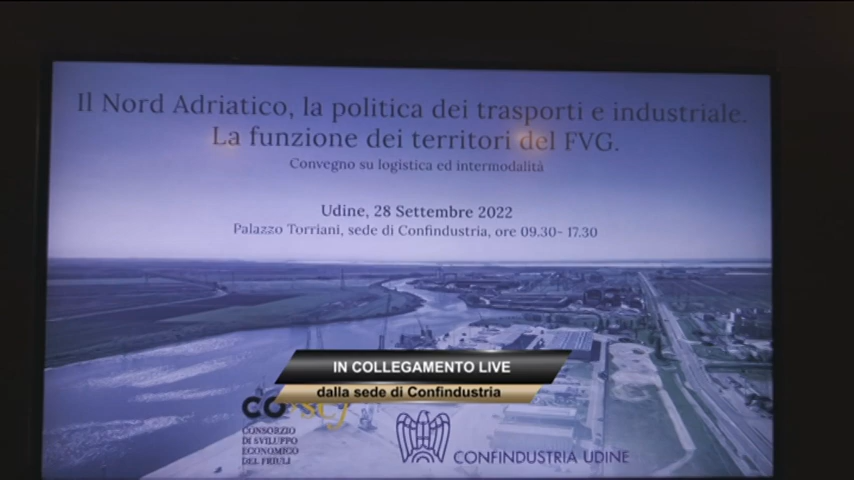 Il Nord Adriatico, la politica dei trasporti e industriale.
La funzione dei territori del FVG.
Convegno su logistica ed intermodalità
Udine, 28 Settembre 2022
Palazzo Torriani, sede di Confindustria, ore 09.30- 17.30
IN COLLEGAMENTO LIVE
dalla sede di Confindustria
CONSORZIO
DI SVILUPPO
ECONOMICO
DEL FRIULI
CONFINDUSTRIA UDINE